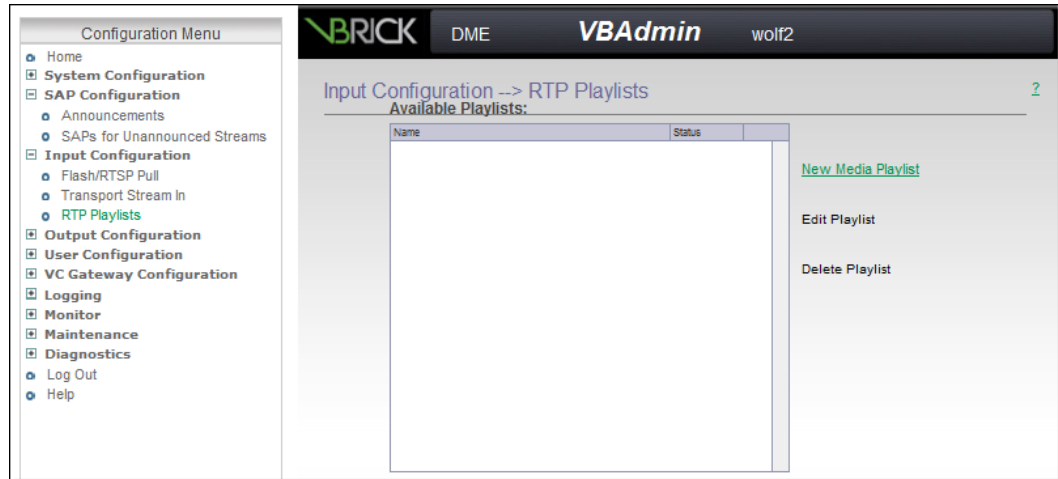 Configuration Menu
Home
System Configuration
SAP Configuration
Announcements
SAPs for Unannounced Streams
Input Configuration
Flash/RTSP Pull
Transport Stream In
RTP Playlists
Output Configuration
User Configuration
VC Gateway Configuration
Logging
Monitor
Maintenance
Diagnostics
Log Out
Help
VBRICK DME VBAdmin wolf2
Input Configuration --> RTP Playlists ?
Available Playlists:
Name Status
New Media Playlist
Edit Playlist
Delete Playlist